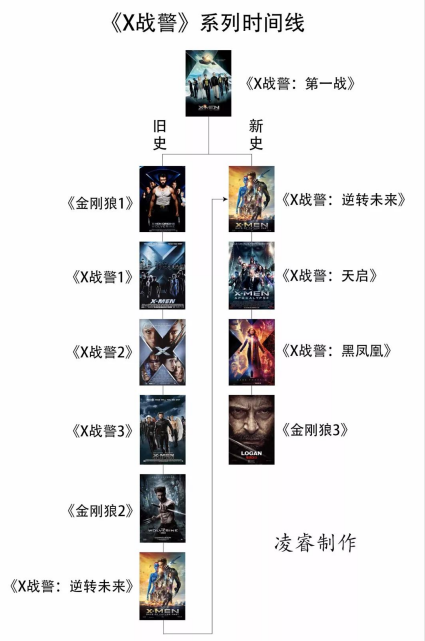 《X战警》系列时间线
《X战警：第一战》
旧史
新史
《金刚狼1》
《X战警：逆转未来》
《X战警1》
X-MEN
《X战警：天启》
《X战警2》
《X战警：黑凤凰》
《X战警3》
《金刚狼3》
LOGAN
《金刚狼2》
《X战警：逆转未来》
X-MEN
凌睿制作